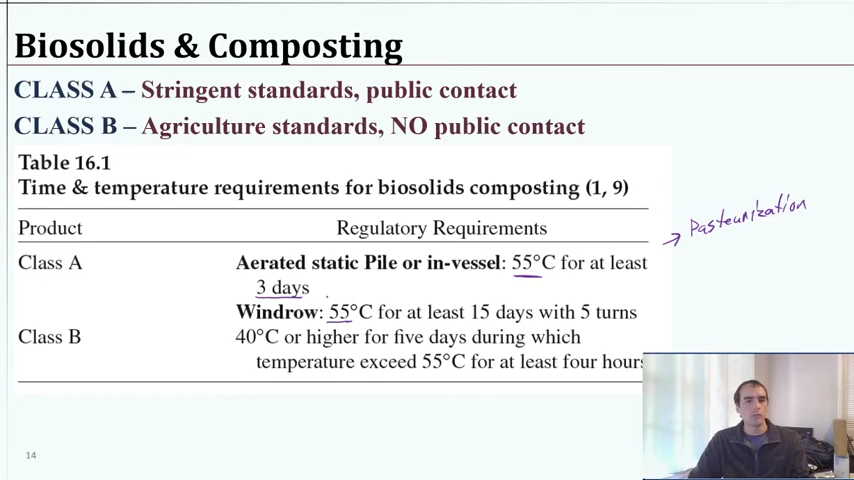 Biosolids & Composting
CLASS A – Stringent standards, public contact
CLASS B – Agriculture standards, NO public contact
Table 16.1
Time & temperature requirements for biosolids composting (1, 9)
Product Regulatory Requirements
Class A Aerated static Pile or in-vessel: 55°C for at least
3 days
Windrow: 55°C for at least 15 days with 5 turns
Class B 40°C or higher for five days during which
temperature exceed 55°C for at least four hours
→ Pasteurization
14